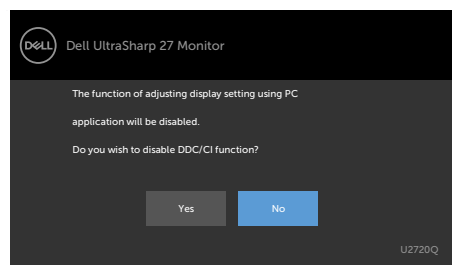 DELL
Dell UltraSharp 27 Monitor
The function of adjusting display setting using PC
application will be disabled.
Do you wish to disable DDC/CI function?
Yes
No
U2720Q